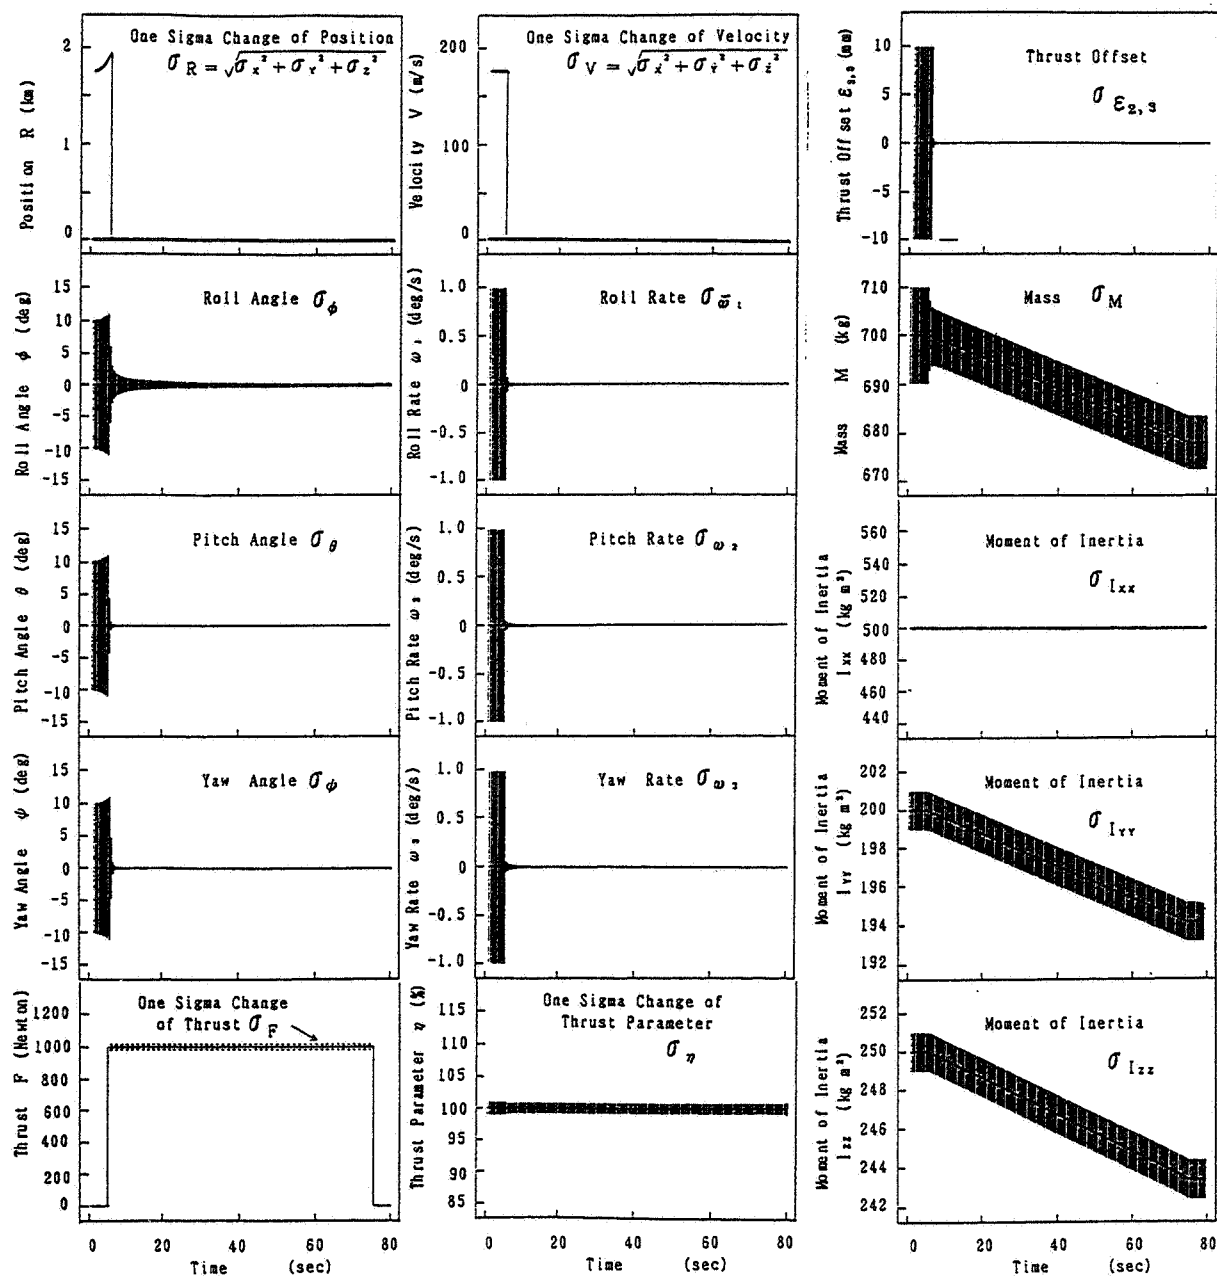 One Sigma Change of Position
σ R = √σx² + σY² + σz²
Position R (km)
2
1
0
One Sigma Change of Velocity
σ V = √σẋ² + σẎ² + σż²
Velocity V (m/s)
200
100
0
Thrust Offset
σ ε2,3
Thrust Offset ε2,3 (mm)
10
5
0
-5
-10
Roll Angle σφ
Roll Angle φ (deg)
15
10
5
0
-5
-10
-15
Roll Rate σω1
Roll Rate ω1 (deg/s)
1.0
0.5
0
-0.5
-1.0
Mass σM
Mass M (kg)
710
700
690
680
670
Pitch Angle σθ
Pitch Angle θ (deg)
15
10
5
0
-5
-10
-15
Pitch Rate σω2
Pitch Rate ω2 (deg/s)
1.0
0.5
0
-0.5
-1.0
Moment of Inertia
σ Ixx
Moment of Inertia
Ixx (kg m²)
560
540
520
500
480
460
440
Yaw Angle σψ
Yaw Angle ψ (deg)
15
10
5
0
-5
-10
-15
Yaw Rate σω3
Yaw Rate ω3 (deg/s)
1.0
0.5
0
-0.5
-1.0
Moment of Inertia
σ IYY
Moment of Inertia
IYY (kg m²)
202
200
198
196
194
192
One Sigma Change
of Thrust σF
Thrust F (Newton)
1200
1000
800
600
400
200
0
0 20 40 60 80
Time (sec)
One Sigma Change of
Thrust Parameter
σ η
Thrust Parameter η (%)
115
110
105
100
95
90
85
0 20 40 60 80
Time (sec)
Moment of Inertia
σ Izz
Moment of Inertia
Izz (kg m²)
252
250
248
246
244
242
0 20 40 60 80
Time (sec)